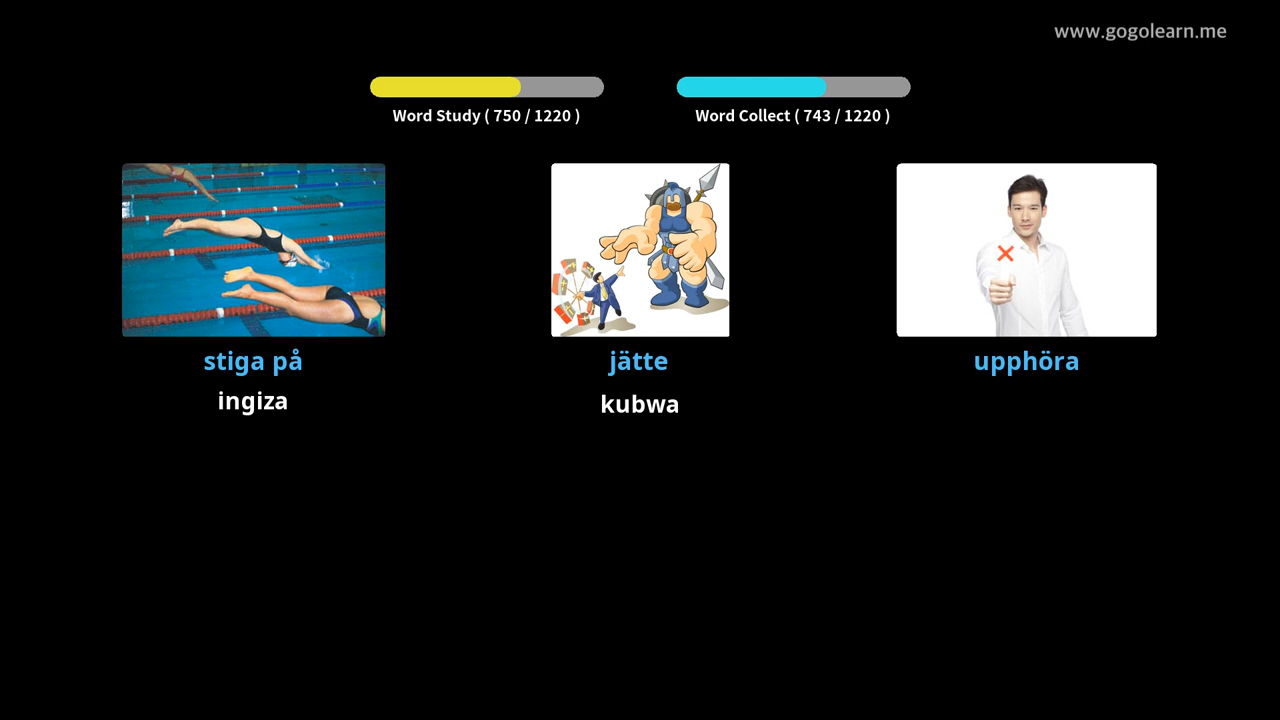 www.gogolearn.me
Word Study ( 750 / 1220 )
Word Collect ( 743 / 1220 )
stiga på
ingiza
jätte
kubwa
upphöra